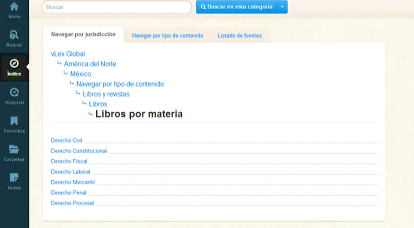 Inicio
Buscar
Índice
Historial
Favoritos
Carpetas
Notas
Buscar
Buscar en esta categoría
Navegar por jurisdicción
Navegar por tipo de contenido
Listado de fuentes
vLex Global
América del Norte
México
Navegar por tipo de contenido
Libros y revistas
Libros
Libros por materia
Derecho Civil
Derecho Constitucional
Derecho Fiscal
Derecho Laboral
Derecho Mercantil
Derecho Penal
Derecho Procesal